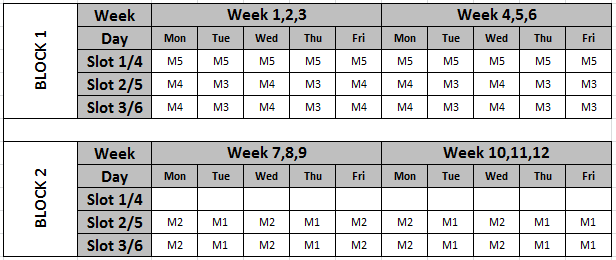 BLOCK 1
Week Week 1,2,3 Week 4,5,6
Day Mon Tue Wed Thu Fri Mon Tue Wed Thu Fri
Slot 1/4 M5 M5 M5 M5 M5 M5 M5 M5 M5 M5
Slot 2/5 M4 M3 M4 M3 M4 M4 M3 M4 M3 M3
Slot 3/6 M4 M3 M4 M3 M4 M4 M3 M4 M3 M3
BLOCK 2
Week Week 7,8,9 Week 10,11,12
Day Mon Tue Wed Thu Fri Mon Tue Wed Thu Fri
Slot 1/4
Slot 2/5 M2 M1 M2 M1 M2 M2 M1 M2 M1 M1
Slot 3/6 M2 M1 M2 M1 M2 M2 M1 M2 M1 M1